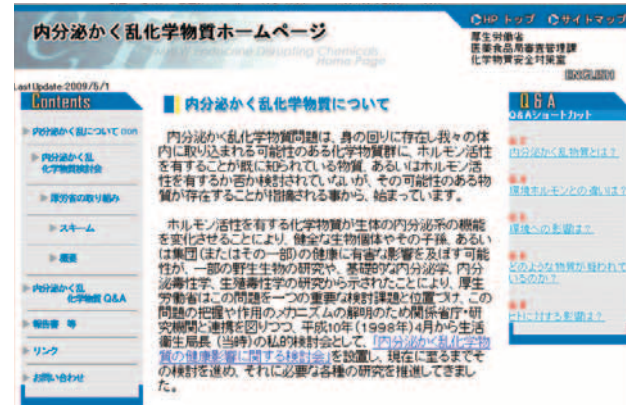 内分泌かく乱化学物質ホームページ
MHLW Endocrine Disrupting Chemicals
Home Page
HP トップ サイトマップ
厚生労働省
医薬食品局審査管理課
化学物質安全対策室
ENGLISH
Last Update:2009/5/1
Contents
内分泌かく乱について
内分泌かく乱
化学物質検討会
厚労省の取り組み
スキーム
概要
内分泌かく乱
化学物質 Q&A
報告書 等
リンク
お問い合わせ
内分泌かく乱化学物質について
内分泌かく乱化学物質問題は、身の回りに存在し我々の体
内に取り込まれる可能性のある化学物質群に、ホルモン活性
を有することが既に知られている物質、あるいはホルモン活
性を有するか否か検討されていないが、その可能性のある物
質が存在することが指摘される事から、始まっています。
ホルモン活性を有する化学物質が生体の内分泌系の機能
を変化させることにより、健全な生物個体やその子孫、あるい
は集団（またはその一部）の健康に有害な影響を及ぼす可能
性が、一部の野生生物の研究や、基礎的な内分泌学、内分
泌毒性学、生殖毒性学の研究から示されたことにより、厚生
労働省はこの問題を一つの重要な検討課題と位置づけ、この
問題の把握や作用のメカニズムの解明のため関係省庁・研
究機関と連携を図りつつ、平成10年（1998年）4月から生活
衛生局長（当時）の私的検討会として、「内分泌かく乱化学物
質の健康影響に関する検討会」を設置し、現在に至るまでそ
の検討を進め、それに必要な各種の研究を推進してきまし
た。
Q & A
Q&Aショートカット
内分泌かく乱物質とは?
環境ホルモンとの違いは?
環境への影響は?
どのような物質が疑われて
いるのか?
ヒトに対する影響は?